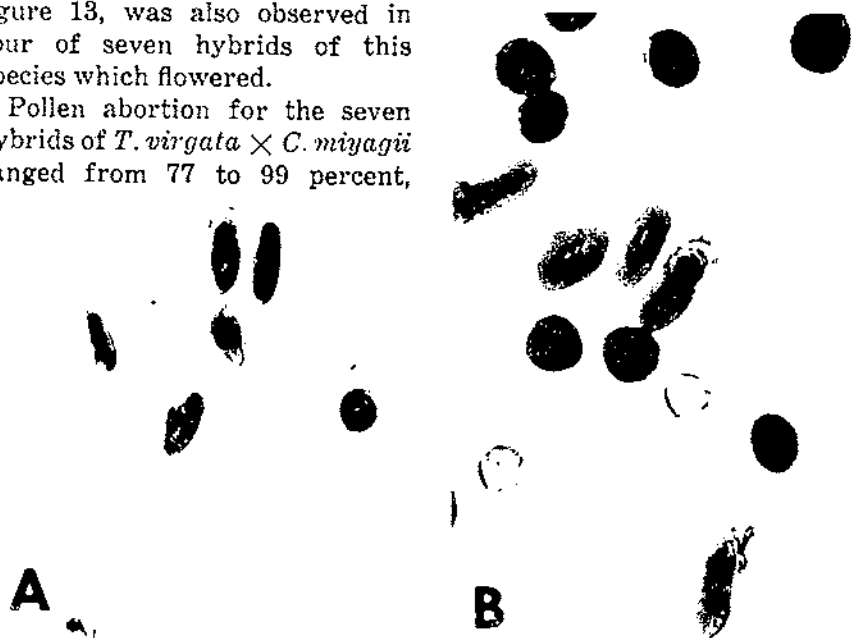 gure 13, was also observed in
our of seven hybrids of this
pecies which flowered.
Pollen abortion for the seven
ybrids of T. virgata × C. miyagii
anged from 77 to 99 percent,
A
B